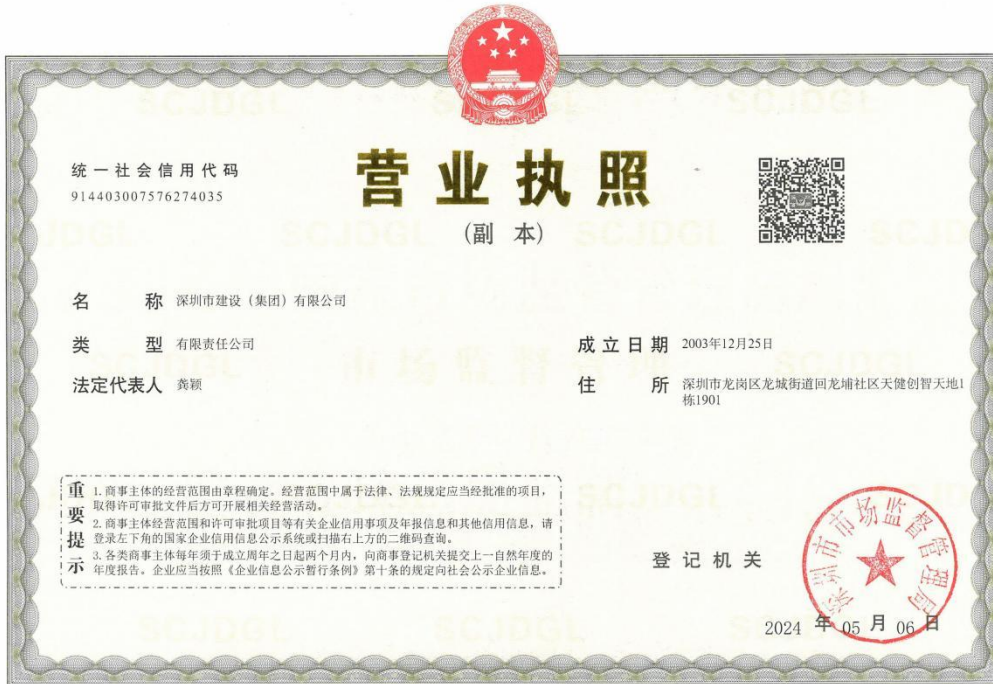 营业执照
(副 本)
统一社会信用代码
914403007576274035
名 称 深圳市建设（集团）有限公司
类 型 有限责任公司
法定代表人 龚颖
成立日期 2003年12月25日
住 所 深圳市龙岗区龙城街道回龙埔社区天健创智天地1
栋1901
重要提示
1. 商事主体的经营范围由章程确定。经营范围中属于法律、法规规定应当经批准的项目，
取得许可审批文件后方可开展相关经营活动。
2. 商事主体经营范围和许可审批项目等有关企业信用事项及年报信息和其他信用信息，请
登录左下角的国家企业信用信息公示系统或扫描右上方的二维码查询。
3. 各类商事主体每年须于成立周年之日起两个月内，向商事登记机关提交上一自然年度的
年度报告。企业应当按照《企业信息公示暂行条例》第十条的规定向社会公示企业信息。
登记机关
深圳市市场监督管理局
2024 年 05 月 06 日
SCJDGL
市场监督管理